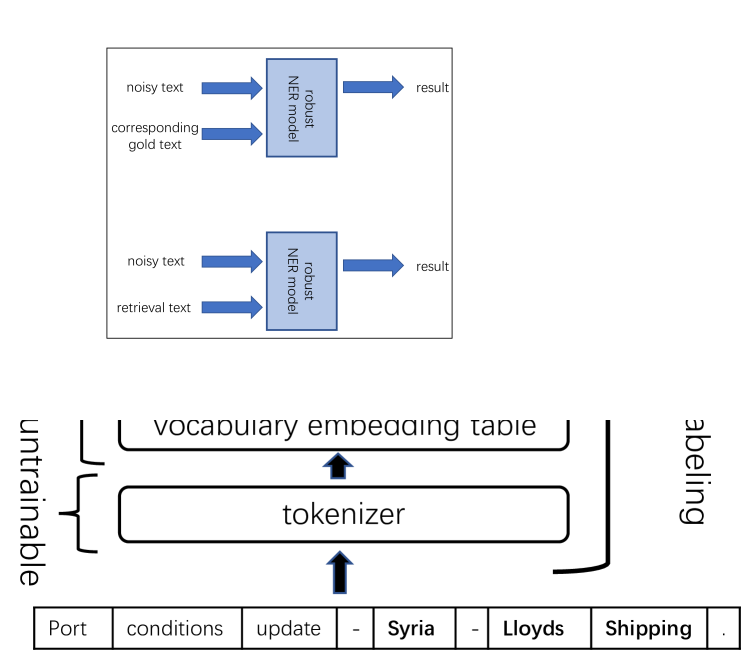 noisy text
corresponding
gold text
robust
NER model
result
noisy text
retrieval text
robust
NER model
result
vocabulary embedding table
untrainable
abeling
tokenizer
Port conditions update - Syria - Lloyds Shipping .